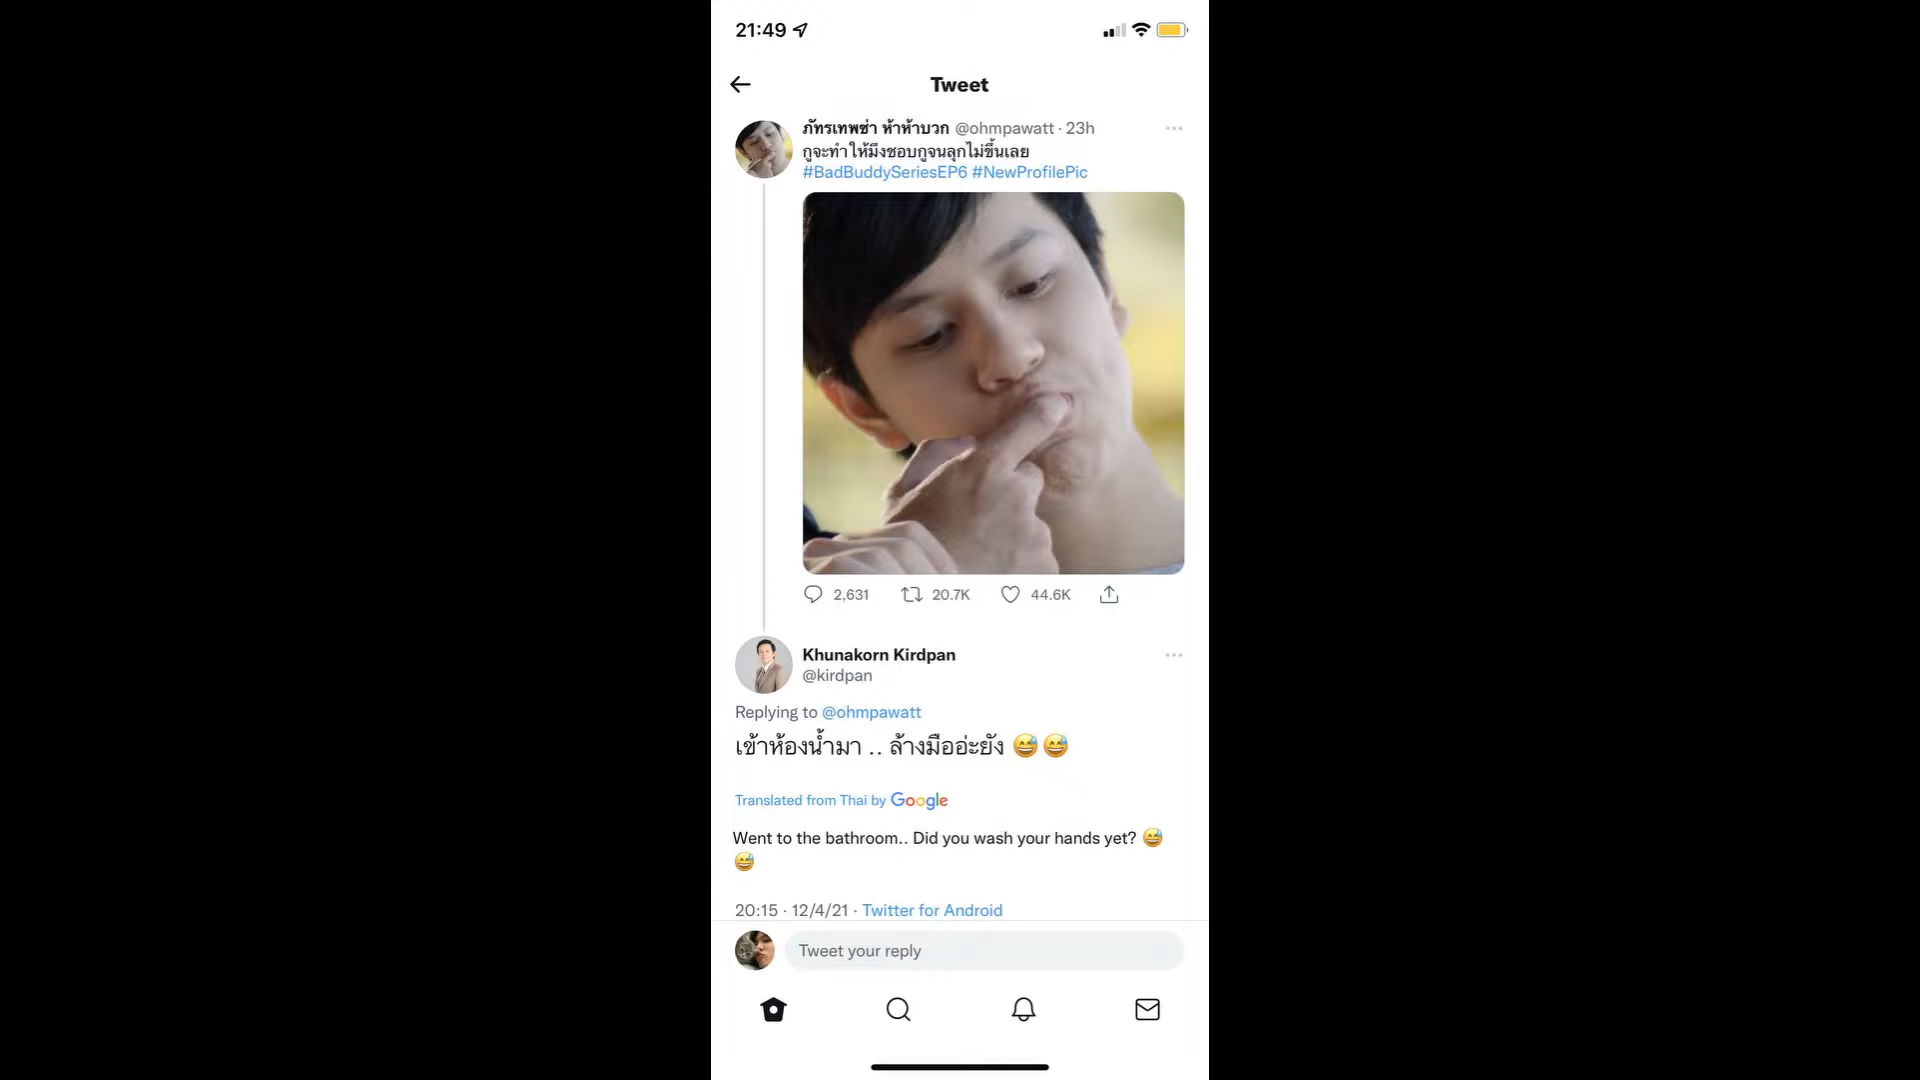 21:49
Tweet
ภัทรเทพซ่า ห้าห้าบวก @ohmpawatt · 23h
กูจะทำให้มึงชอบกูจนลุกไม่ขึ้นเลย
#BadBuddySeriesEP6 #NewProfilePic
2,631 20.7K 44.6K
Khunakorn Kirdpan
@kirdpan
Replying to @ohmpawatt
เข้าห้องน้ำมา .. ล้างมืออ่ะยัง 😅😅
Translated from Thai by Google
Went to the bathroom.. Did you wash your hands yet? 😅
😅
20:15 · 12/4/21 · Twitter for Android
Tweet your reply